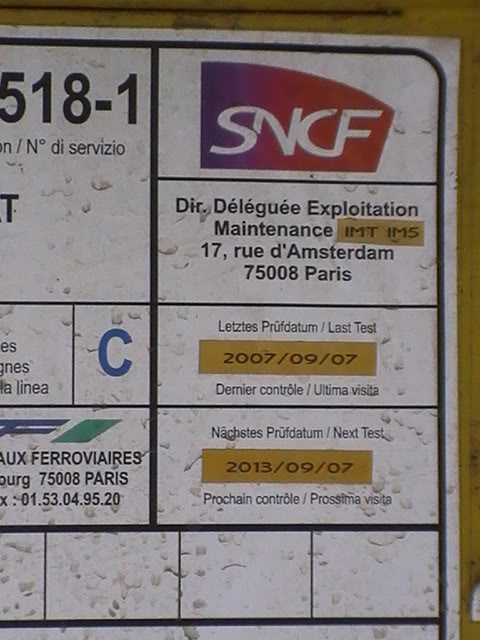 518-1
SNCF
on / N° di servizio
Dir. Déléguée Exploitation
Maintenance IMT IM5
17, rue d'Amsterdam
75008 Paris
AT
Letztes Prüfdatum / Last Test
2007/09/07
Dernier contrôle / Ultima visita
es
gnes
la linea
C
Nächstes Prüfdatum / Next Test
2013/09/07
Prochain contrôle / Prossima visita
AUX FERROVIAIRES
ourg 75008 PARIS
x : 01.53.04.95.20